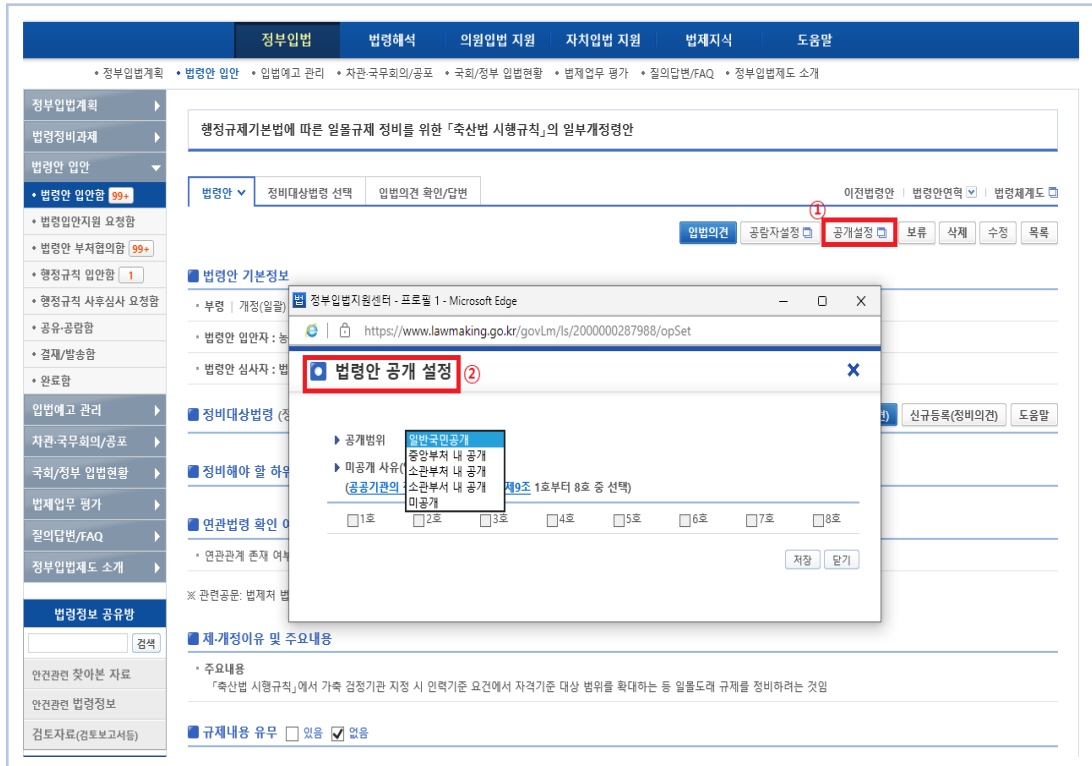 정부입법 법령해석 의원입법 지원 자치입법 지원 법제지식 도움말
• 정부입법계획 • 법령안 입안 • 입법예고 관리 • 차관·국무회의/공포 • 국회/정부 입법현황 • 법제업무 평가 • 질의답변/FAQ • 정부입법제도 소개
정부입법계획
법령정비과제
법령안 입안
• 법령안 입안함 99+
• 법령입안지원 요청함
• 법령안 부처협의함 99+
• 행정규칙 입안함 1
• 행정규칙 사후심사 요청함
• 공유·공람함
• 결재/발송함
• 완료함
입법예고 관리
차관·국무회의/공포
국회/정부 입법현황
법제업무 평가
질의답변/FAQ
정부입법제도 소개
법령정보 공유방
검색
안건관련 찾아본 자료
안건관련 법령정보
검토자료(검토보고서등)
행정규제기본법에 따른 일몰규제 정비를 위한 「축산법 시행규칙」의 일부개정령안
법령안 정비대상법령 선택 입법의견 확인/답변
이전법령안 | 법령안연혁 | 법령체계도
①
입법의견 공람자설정 공개설정 보류 삭제 수정 목록
법령안 기본정보
• 부령 | 개정(일괄)
• 법령안 입안자 : 농
• 법령안 심사자 : 법
정비대상법령 (정
신규등록(정비의견) 도움말
정비해야 할 하위
연관법령 확인 여
• 연관관계 존재 여부
※ 관련공문: 법제처 법
법 정부입법지원센터 - 프로필 1 - Microsoft Edge
https://www.lawmaking.go.kr/govLm/ls/2000000287988/opSet
법령안 공개 설정 ②
공개범위 일반국민공개
중앙부처 내 공개
미공개 사유( 소관부처 내 공개
(공공기관의 소관부서 내 공개 제9조 1호부터 8호 중 선택)
미공개
1호 2호 3호 4호 5호 6호 7호 8호
저장 닫기
제·개정이유 및 주요내용
• 주요내용
「축산법 시행규칙」에서 가축 검정기관 지정 시 인력기준 요건에서 자격기준 대상 범위를 확대하는 등 일몰도래 규제를 정비하려는 것임
규제내용 유무 있음 없음